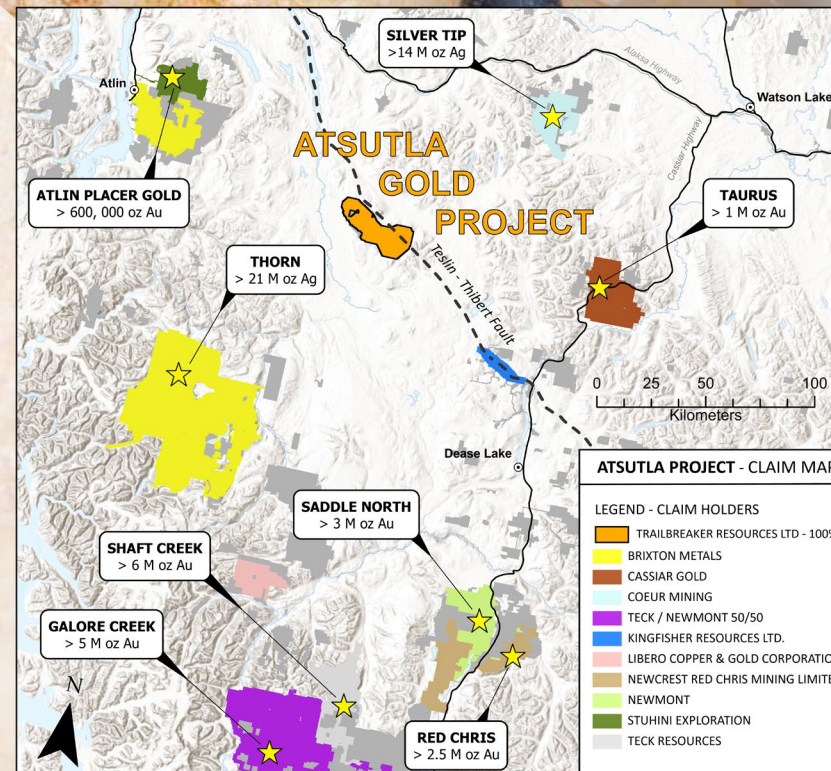 SILVER TIP
>14 M oz Ag
Alaksa Highway
Atlin
Watson Lake
Cassiar Highway
ATSUTLA
GOLD
PROJECT
ATLIN PLACER GOLD
> 600, 000 oz Au
TAURUS
> 1 M oz Au
THORN
> 21 M oz Ag
Teslin - Thibert Fault
0 25 50 100
Kilometers
Dease Lake
ATSUTLA PROJECT - CLAIM MAP
LEGEND - CLAIM HOLDERS
TRAILBREAKER RESOURCES LTD - 100%
BRIXTON METALS
CASSIAR GOLD
COEUR MINING
TECK / NEWMONT 50/50
KINGFISHER RESOURCES LTD.
LIBERO COPPER & GOLD CORPORATIO
NEWCREST RED CHRIS MINING LIMITE
NEWMONT
STUHINI EXPLORATION
TECK RESOURCES
SADDLE NORTH
> 3 M oz Au
SHAFT CREEK
> 6 M oz Au
GALORE CREEK
> 5 M oz Au
N
RED CHRIS
> 2.5 M oz Au